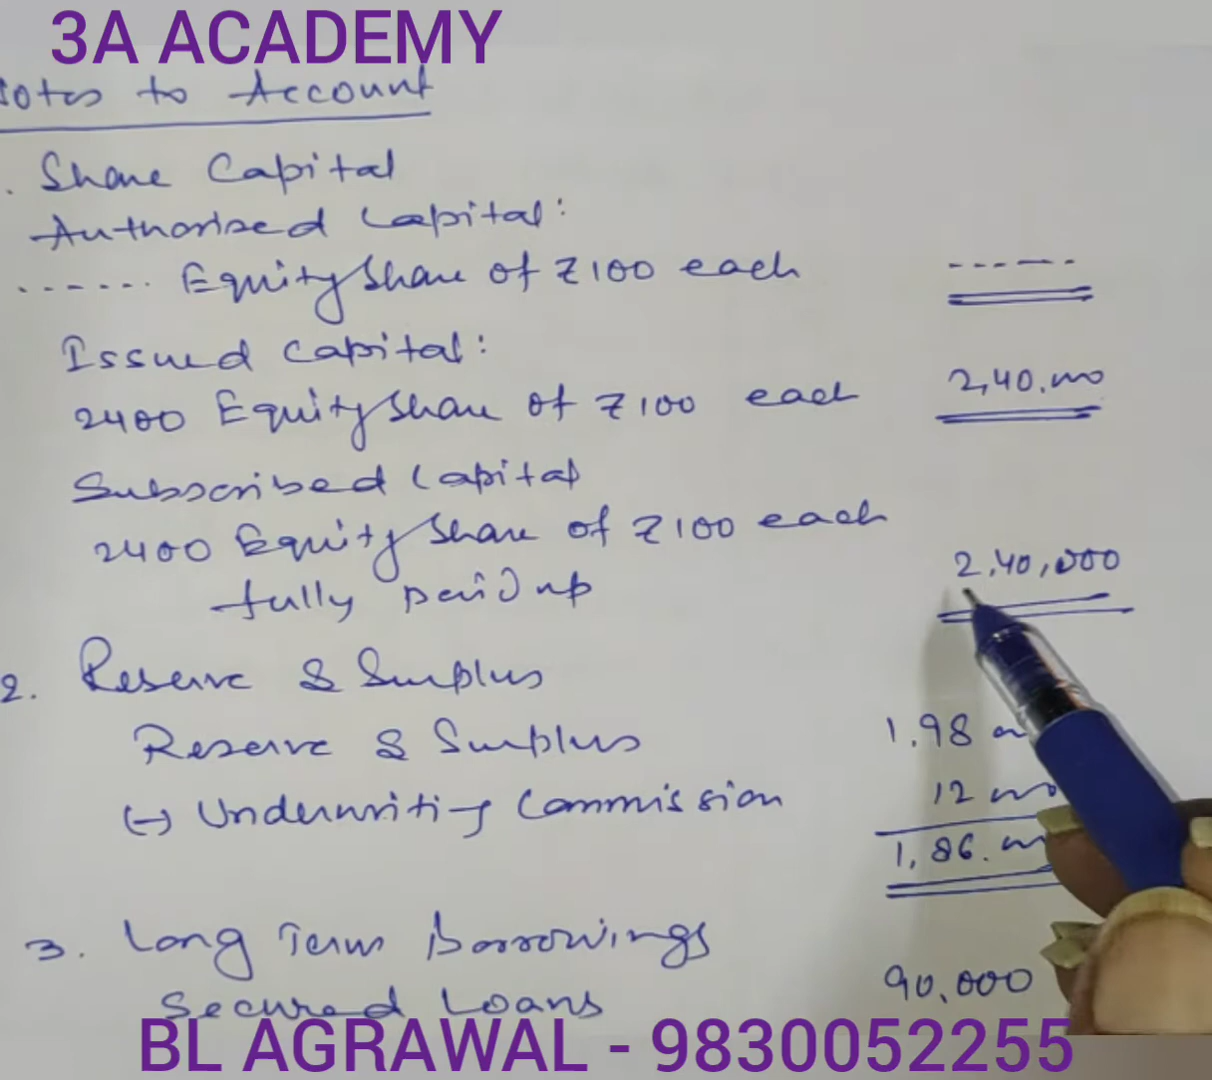 3A ACADEMY
Notes to Account
. Share Capital
Authorised Capital:
...... Equity Share of ₹100 each ------
Issued Capital:
2400 Equity Share of ₹100 each 2,40,000
Subscribed Capital
2400 Equity Share of ₹100 each
fully paid up 2,40,000
2. Reserve & Surplus
Reserve & Surplus 1,98
(-) Underwriting Commission 12
1,86.
3. Long Term Borrowings
Secured Loans 90,000
BL AGRAWAL - 9830052255